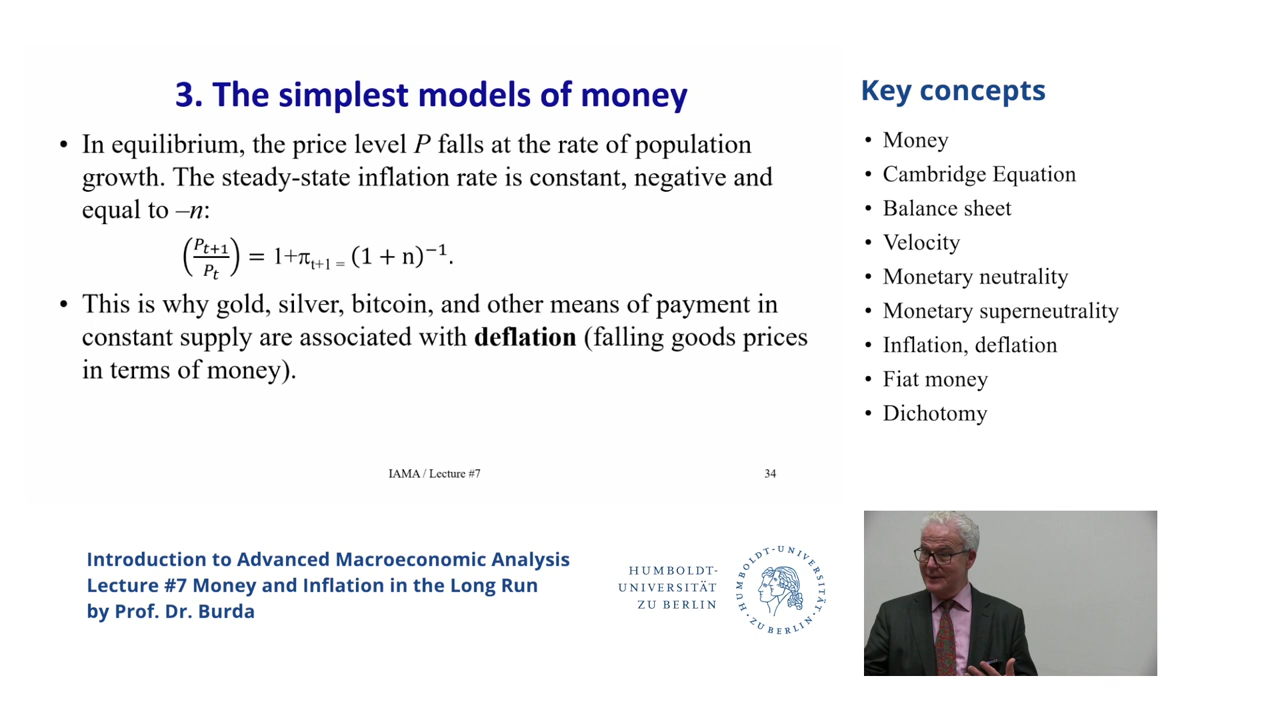 3. The simplest models of money
• In equilibrium, the price level P falls at the rate of population
growth. The steady-state inflation rate is constant, negative and
equal to –n:
(P_{t+1}/P_t) = 1+π_{t+1} = (1 + n)^{−1}.
• This is why gold, silver, bitcoin, and other means of payment in
constant supply are associated with deflation (falling goods prices
in terms of money).
IAMA / Lecture #7
34
Key concepts
• Money
• Cambridge Equation
• Balance sheet
• Velocity
• Monetary neutrality
• Monetary superneutrality
• Inflation, deflation
• Fiat money
• Dichotomy
Introduction to Advanced Macroeconomic Analysis
Lecture #7 Money and Inflation in the Long Run
by Prof. Dr. Burda
HUMBOLDT-
UNIVERSITÄT
ZU BERLIN
HUMBOLDT-UNIVERSITÄT
·ZU BERLIN·